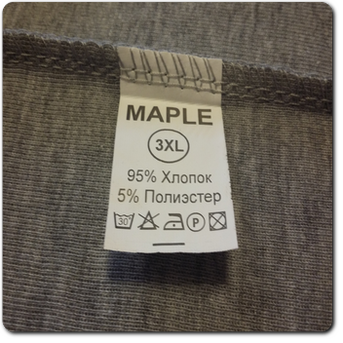 MAPLE
3XL
95% Хлопок
5% Полиэстер
30° P